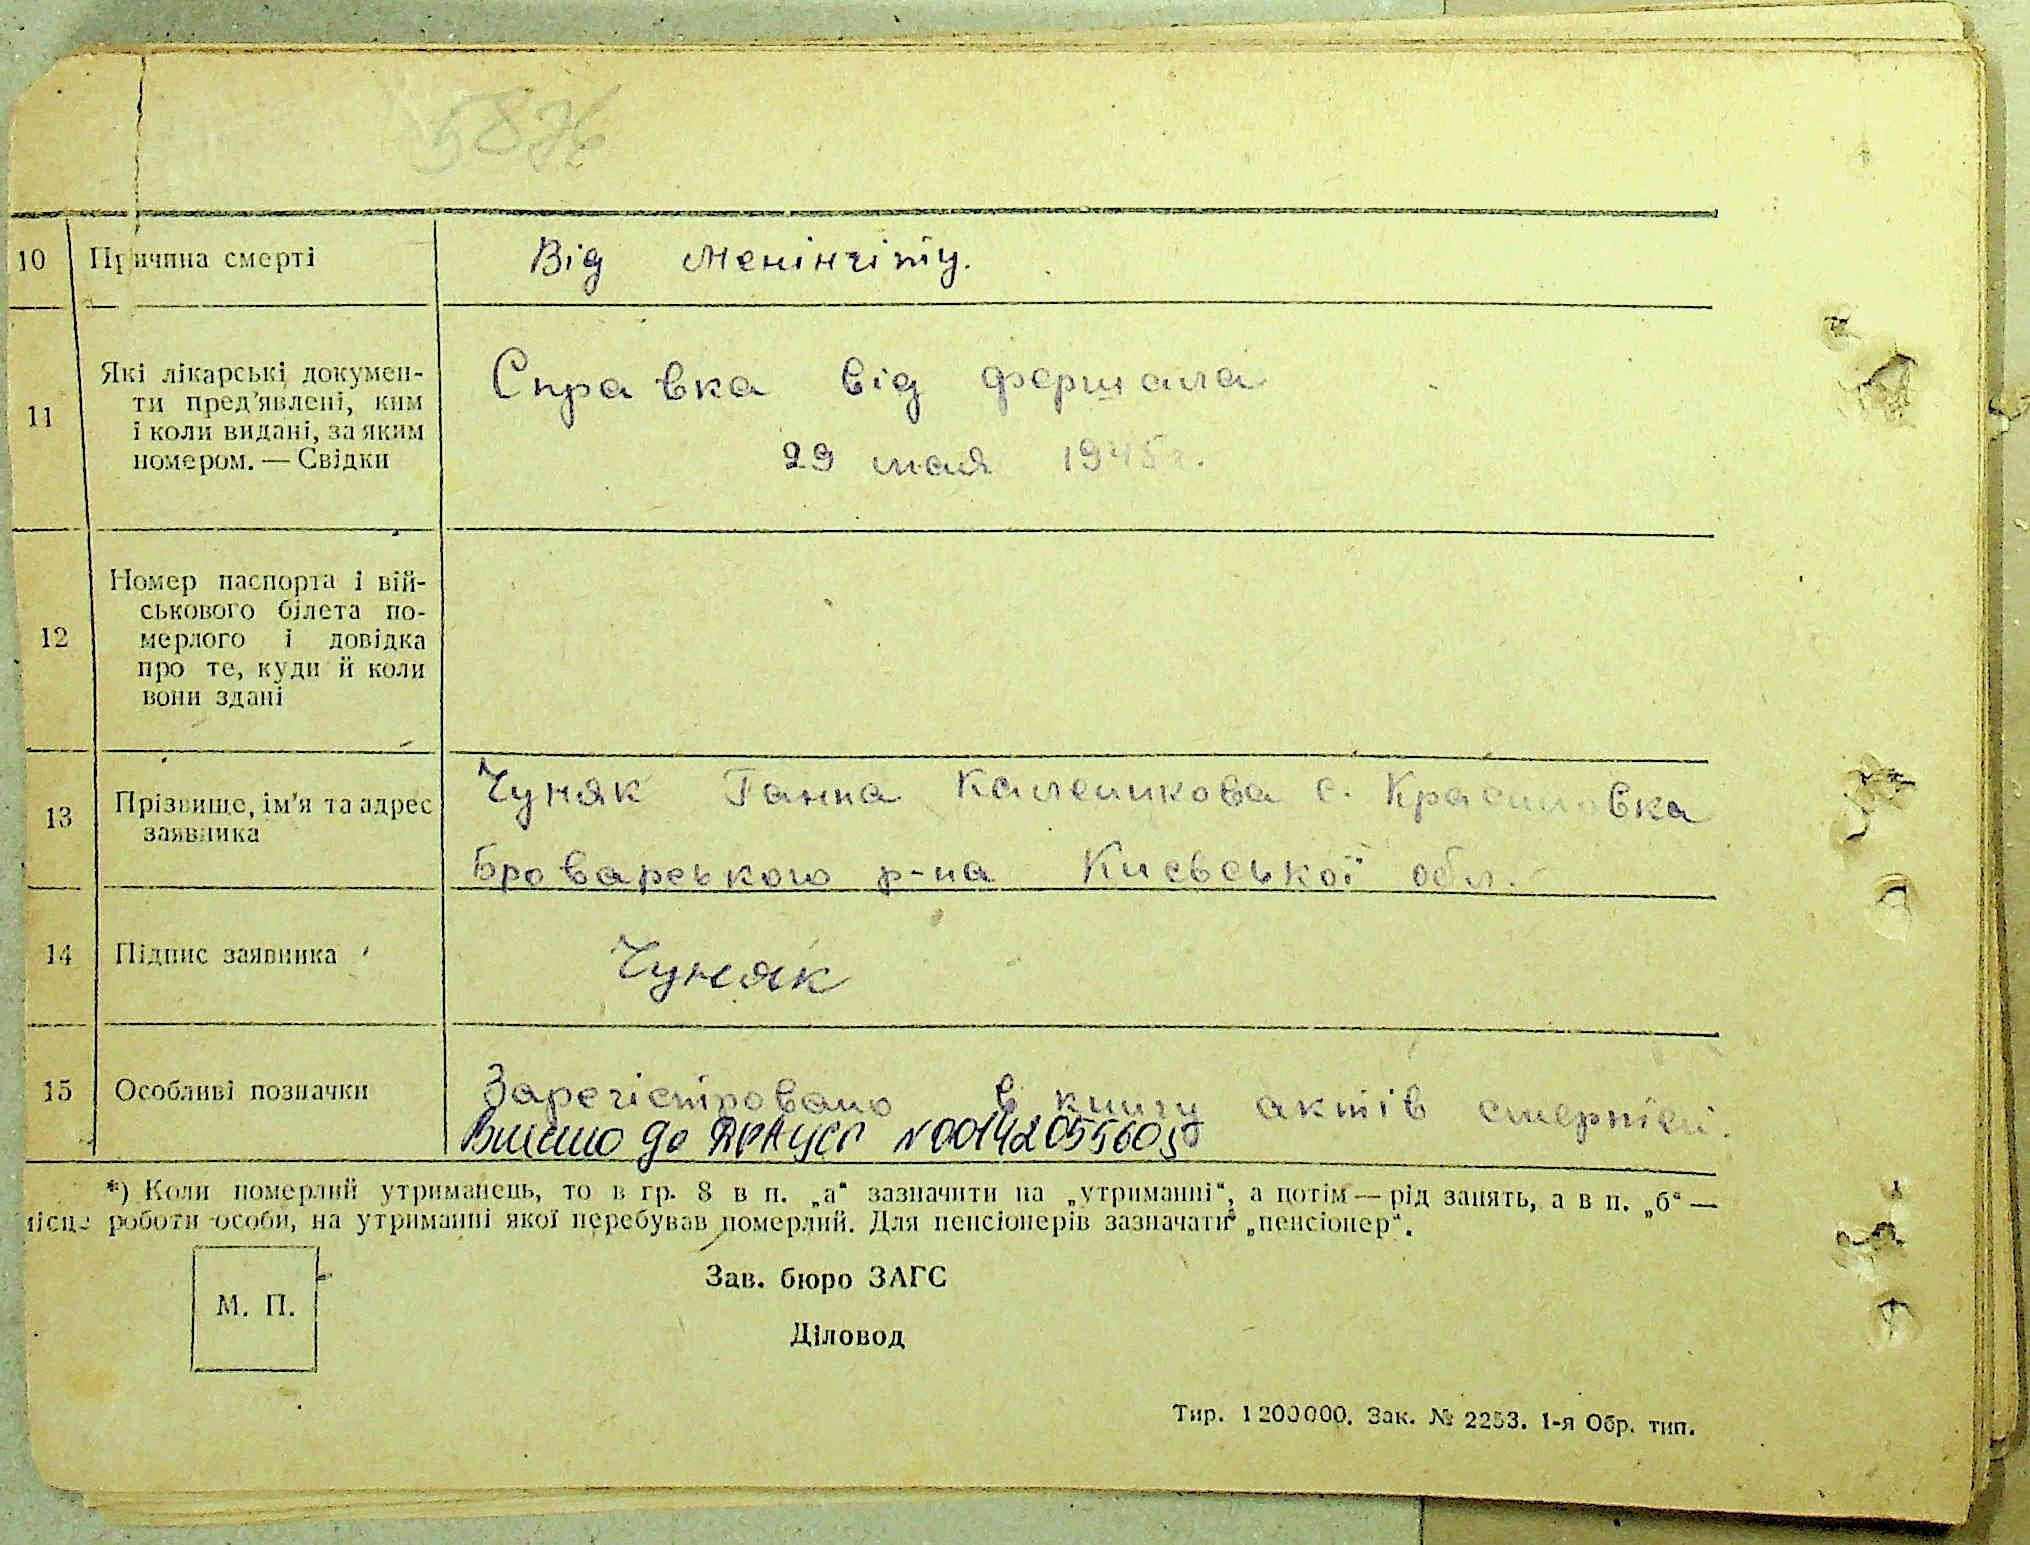 10 Причина смерті Від менінгіту.
11 Які лікарські докумен-
ти пред'явлені, ким
і коли видані, за яким
номером. — Свідки
Справка від фершала
29 мая 1945 г.
12 Номер паспорта і вій-
ськового білета по-
мерлого і довідка
про те, куди й коли
вони здані
13 Прізвище, ім'я та адрес
заявника
Чуняк Ганна с. Красиловка
Броварського р-на Києвської обл.
14 Підпис заявника Чуняк
15 Особливі позначки Зарегістровано в книгу актів смертей.
Внесено до ДРАЦСГ N00142055605
*) Коли померлий утриманець, то в гр. 8 в п. „а“ зазначити на „утриманні“, а потім — рід занять, а в п. „б“ —
місце роботи особи, на утриманні якої перебував померлий. Для пенсіонерів зазначати „пенсіонер“.
М. П.
Зав. бюро ЗАГС
Діловод
Тир. 1200000. Зак. № 2253. 1-я Обр. тип.